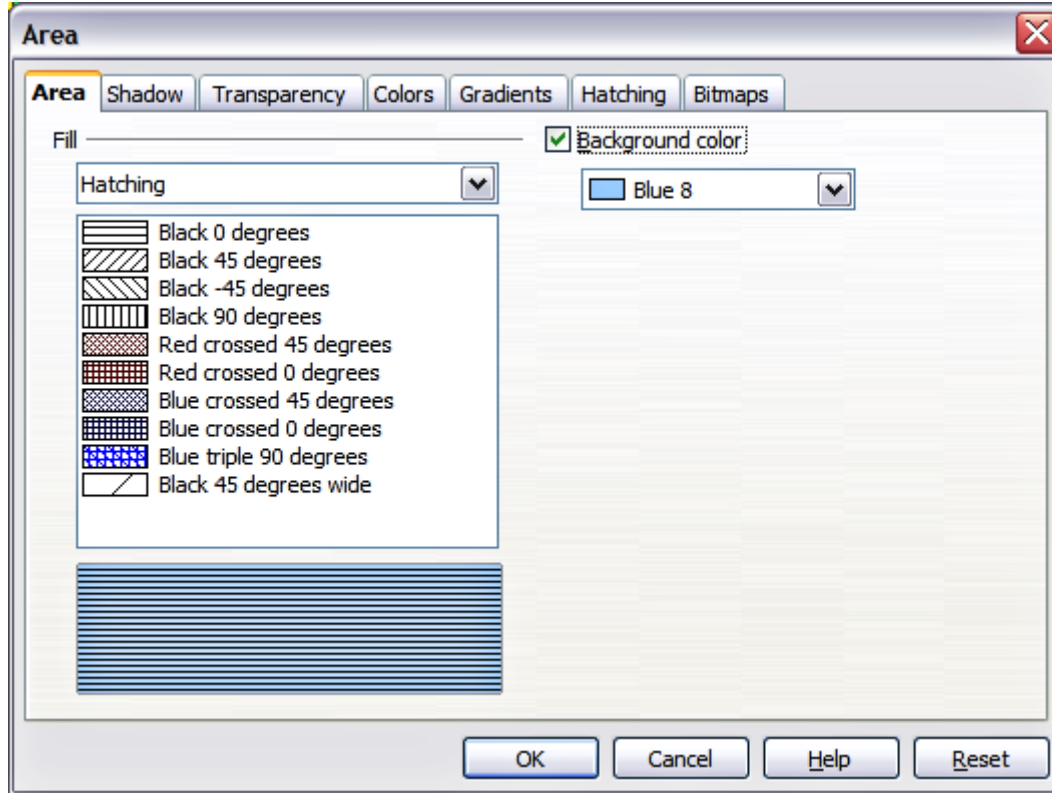 Area
Area Shadow Transparency Colors Gradients Hatching Bitmaps
Fill
Background color
Hatching
Blue 8
Black 0 degrees
Black 45 degrees
Black -45 degrees
Black 90 degrees
Red crossed 45 degrees
Red crossed 0 degrees
Blue crossed 45 degrees
Blue crossed 0 degrees
Blue triple 90 degrees
Black 45 degrees wide
OK Cancel Help Reset